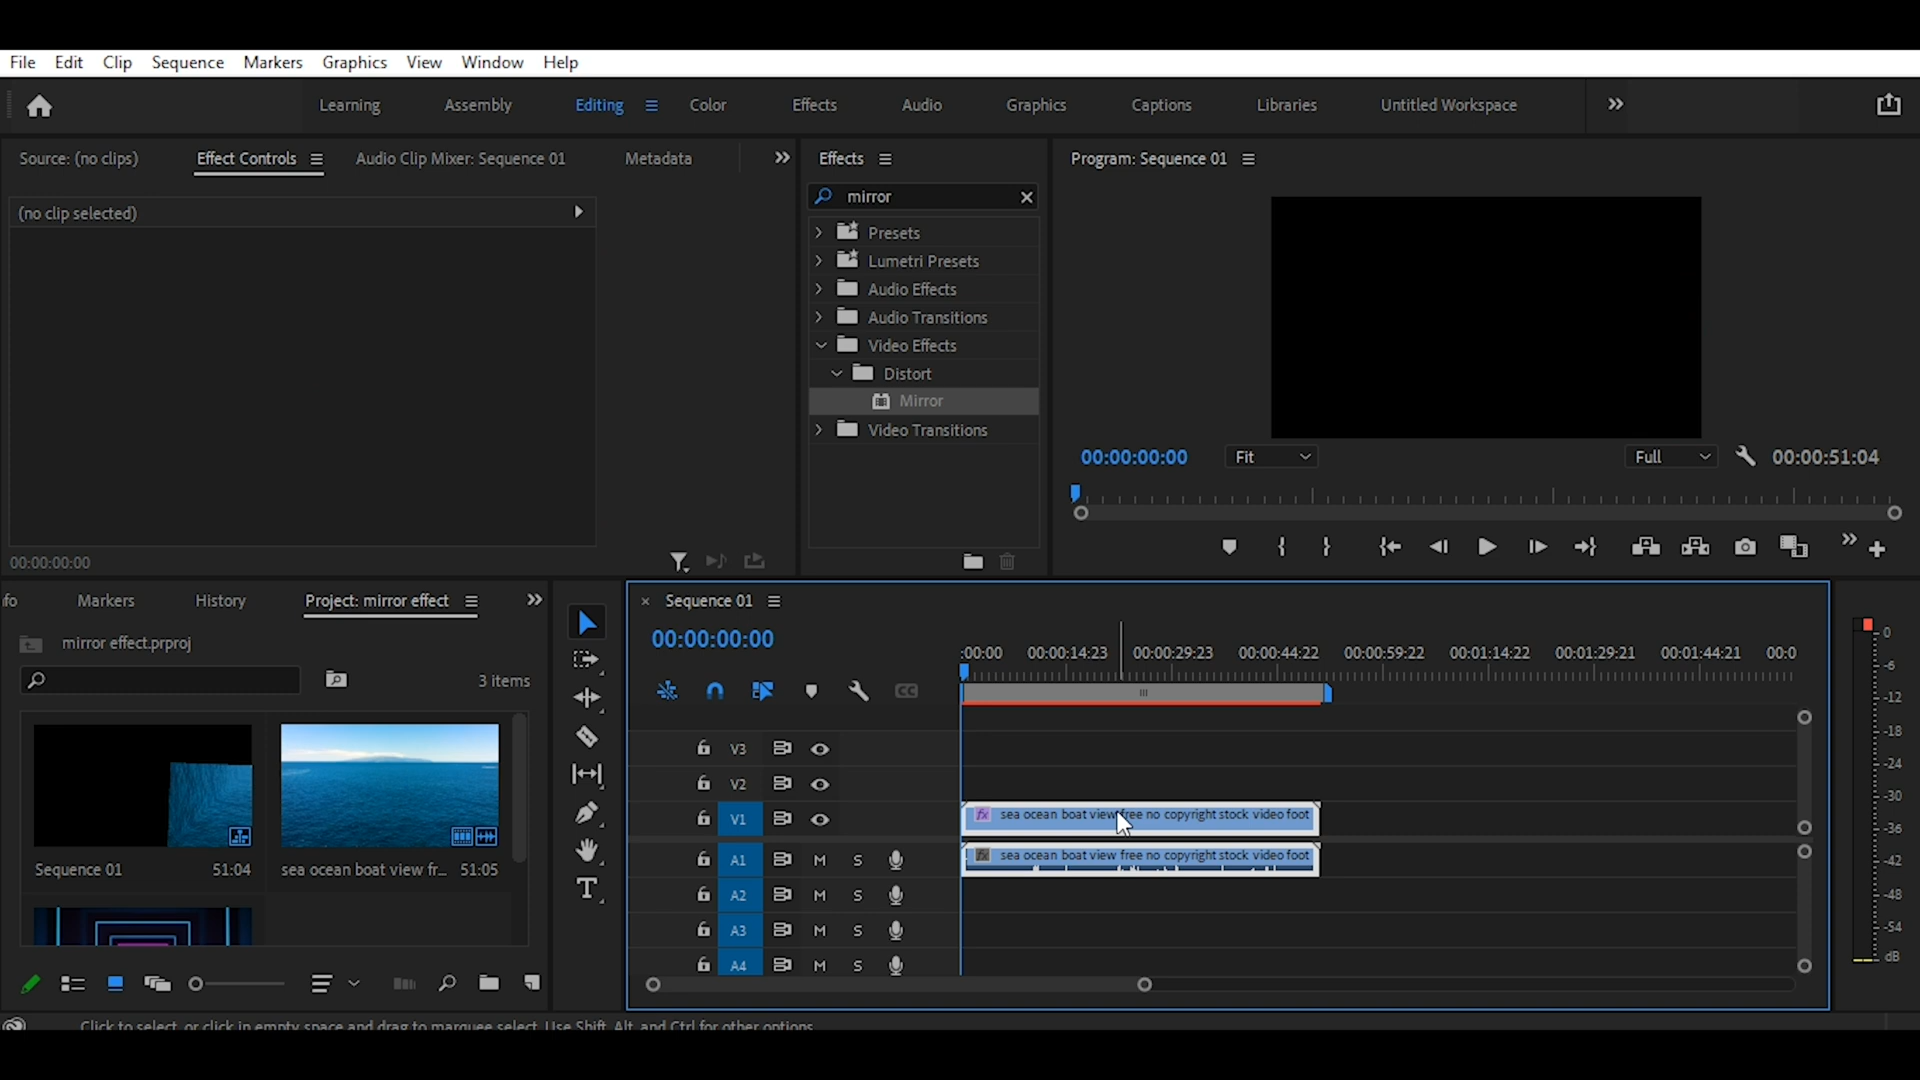 File Edit Clip Sequence Markers Graphics View Window Help
Learning Assembly Editing Color Effects Audio Graphics Captions Libraries Untitled Workspace
Source: (no clips) Effect Controls Audio Clip Mixer: Sequence 01 Metadata
(no clip selected)
00:00:00:00
Effects
mirror
Presets
Lumetri Presets
Audio Effects
Audio Transitions
Video Effects
Distort
Mirror
Video Transitions
Program: Sequence 01
00:00:00:00 Fit Full 00:00:51:04
fo Markers History Project: mirror effect
mirror effect.prproj
3 items
Sequence 01 51:04
sea ocean boat view fr... 51:05
× Sequence 01
00:00:00:00
:00:00 00:00:14:23 00:00:29:23 00:00:44:22 00:00:59:22 00:01:14:22 00:01:29:21 00:01:44:21 00:0
CC
V3
V2
V1
fx sea ocean boat view free no copyright stock video foot
A1 M S
fx sea ocean boat view free no copyright stock video foot
A2 M S
A3 M S
A4 M S
0
-6
-12
-18
-24
-30
-36
-42
-48
-54
dB
Click to select, or click in empty space and drag to marquee select. Use Shift, Alt, and Ctrl for other options.